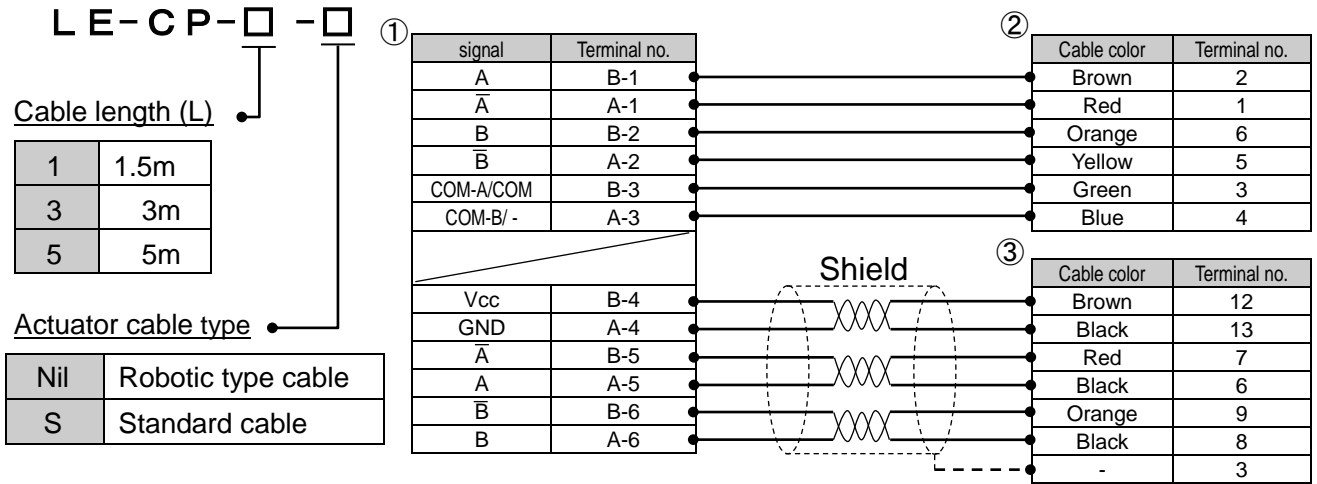 LE-CP-□-□
Cable length (L)
1 1.5m
3 3m
5 5m
Actuator cable type
Nil Robotic type cable
S Standard cable
①
signal Terminal no.
A B-1
A̅ A-1
B B-2
B̅ A-2
COM-A/COM B-3
COM-B/ - A-3
Vcc B-4
GND A-4
A̅ B-5
A A-5
B̅ B-6
B A-6
Shield
②
Cable color Terminal no.
Brown 2
Red 1
Orange 6
Yellow 5
Green 3
Blue 4
③
Cable color Terminal no.
Brown 12
Black 13
Red 7
Black 6
Orange 9
Black 8
- 3